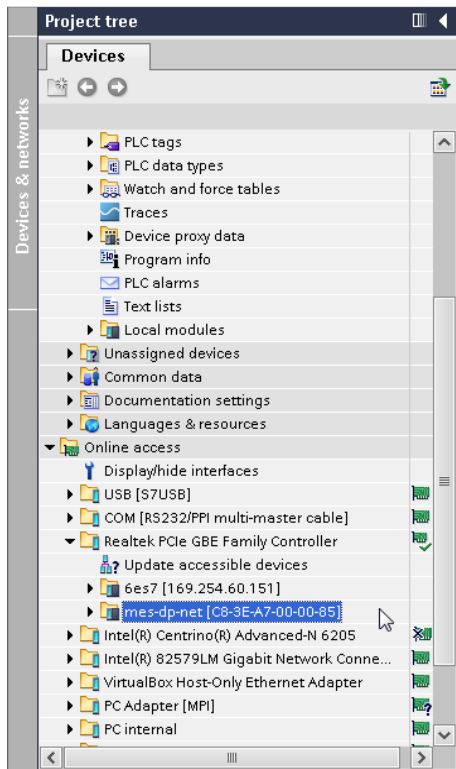 Project tree
Devices
Devices & networks
PLC tags
PLC data types
Watch and force tables
Traces
Device proxy data
Program info
PLC alarms
Text lists
Local modules
Unassigned devices
Common data
Documentation settings
Languages & resources
Online access
Display/hide interfaces
USB [S7USB]
COM [RS232/PPI multi-master cable]
Realtek PCIe GBE Family Controller
Update accessible devices
6es7 [169.254.60.151]
mes-dp-net [C8-3E-A7-00-00-85]
Intel(R) Centrino(R) Advanced-N 6205
Intel(R) 82579LM Gigabit Network Conne...
VirtualBox Host-Only Ethernet Adapter
PC Adapter [MPI]
PC internal